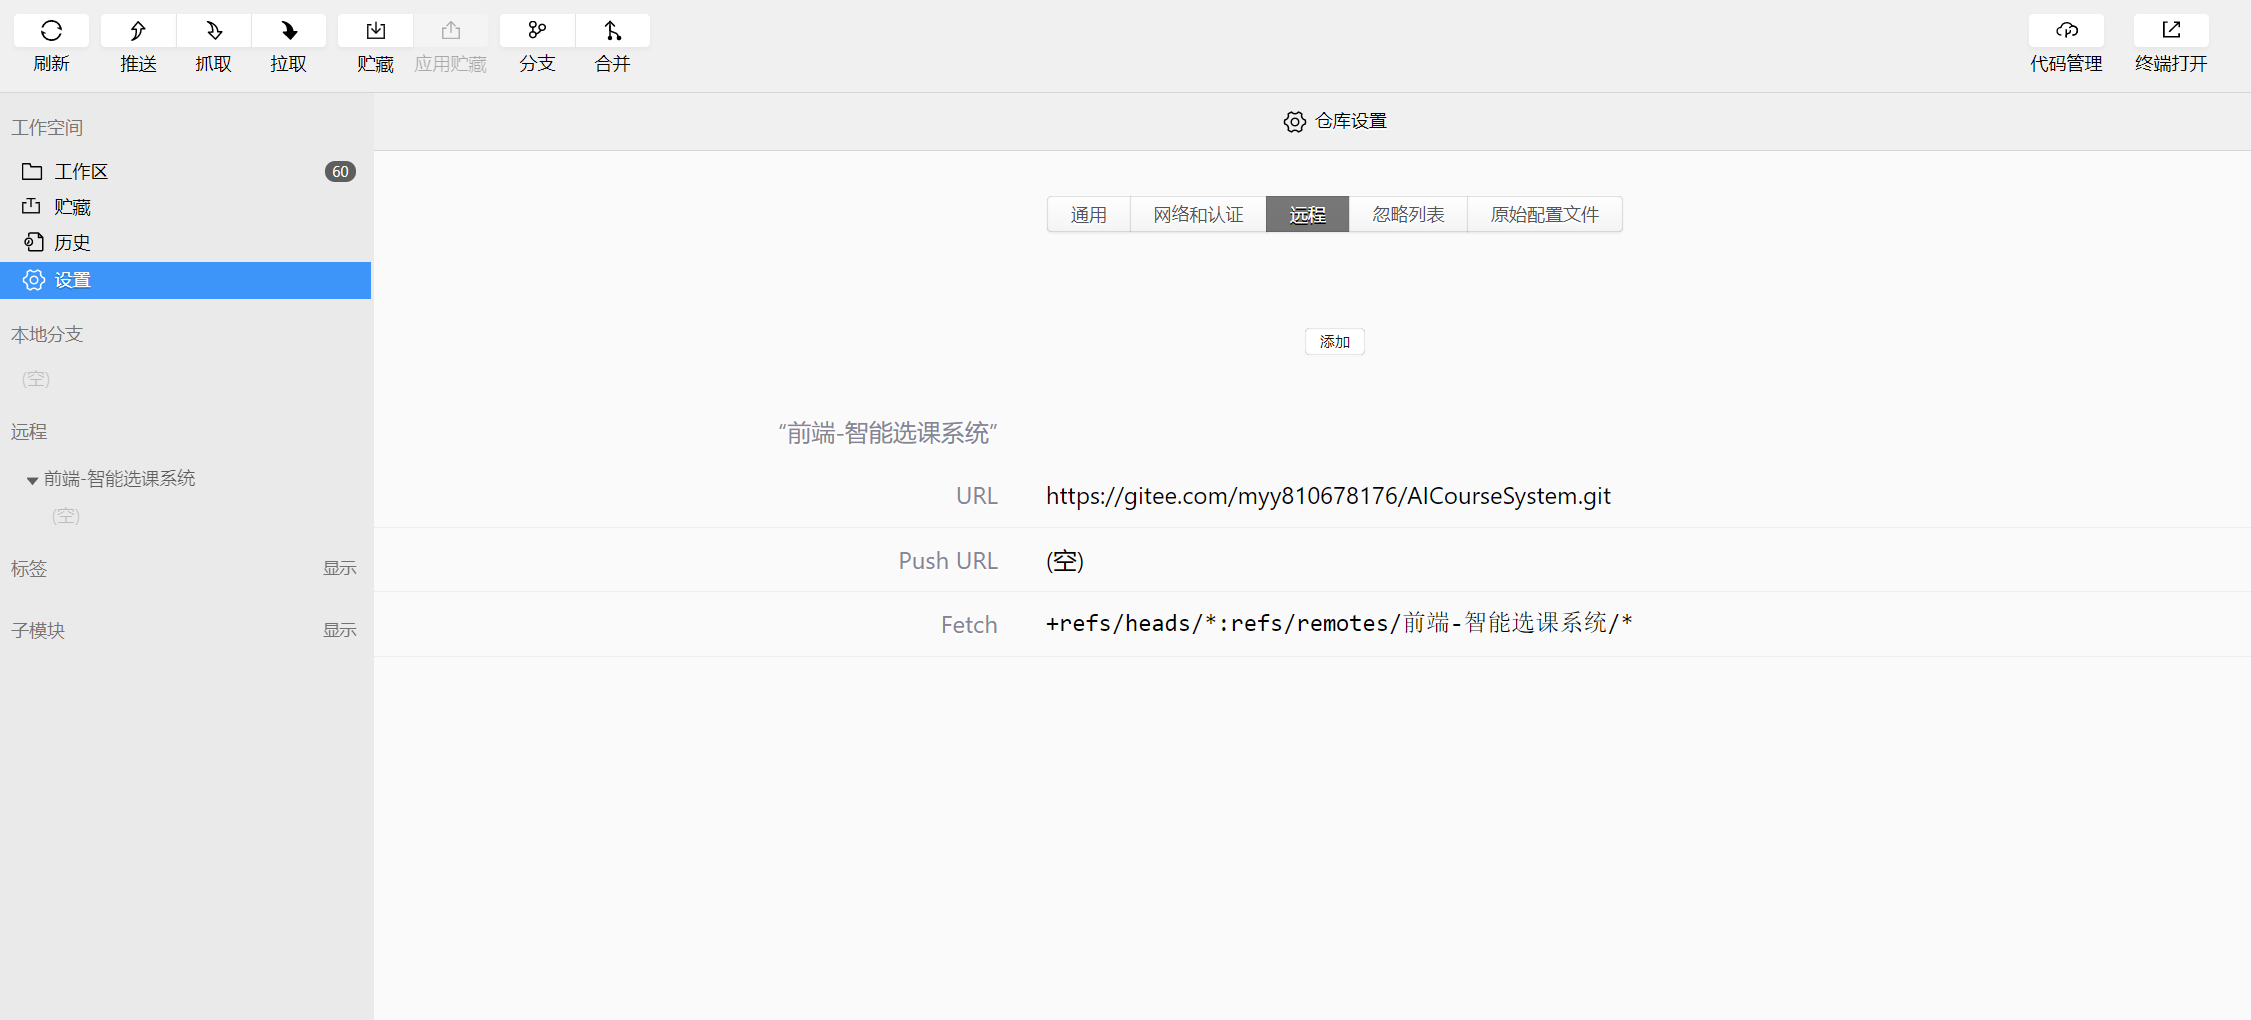 刷新 推送 抓取 拉取 贮藏 应用贮藏 分支 合并 代码管理 终端打开
工作空间
工作区 60
贮藏
历史
设置
本地分支
(空)
远程
前端-智能选课系统
(空)
标签 显示
子模块 显示
仓库设置
通用 网络和认证 远程 忽略列表 原始配置文件
添加
“前端-智能选课系统”
URL https://gitee.com/myy810678176/AICourseSystem.git
Push URL (空)
Fetch +refs/heads/*:refs/remotes/前端-智能选课系统/*